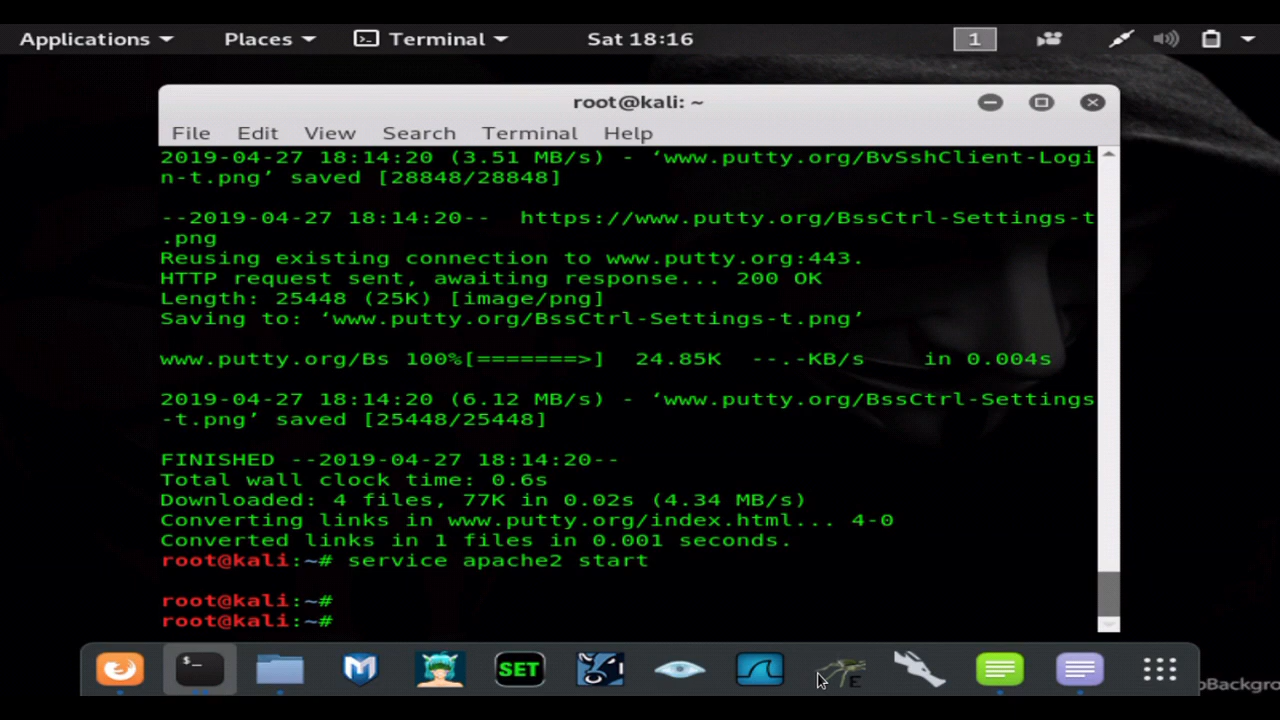 Applications Places Terminal Sat 18:16 1
root@kali: ~
File Edit View Search Terminal Help
2019-04-27 18:14:20 (3.51 MB/s) - ‘www.putty.org/BvSshClient-Logi
n-t.png’ saved [28848/28848]
--2019-04-27 18:14:20-- https://www.putty.org/BssCtrl-Settings-t
.png
Reusing existing connection to www.putty.org:443.
HTTP request sent, awaiting response... 200 OK
Length: 25448 (25K) [image/png]
Saving to: ‘www.putty.org/BssCtrl-Settings-t.png’
www.putty.org/Bs 100%[=======>] 24.85K --.-KB/s in 0.004s
2019-04-27 18:14:20 (6.12 MB/s) - ‘www.putty.org/BssCtrl-Settings
-t.png’ saved [25448/25448]
FINISHED --2019-04-27 18:14:20--
Total wall clock time: 0.6s
Downloaded: 4 files, 77K in 0.02s (4.34 MB/s)
Converting links in www.putty.org/index.html... 4-0
Converted links in 1 files in 0.001 seconds.
root@kali:~# service apache2 start
root@kali:~#
root@kali:~#
$_ SET E